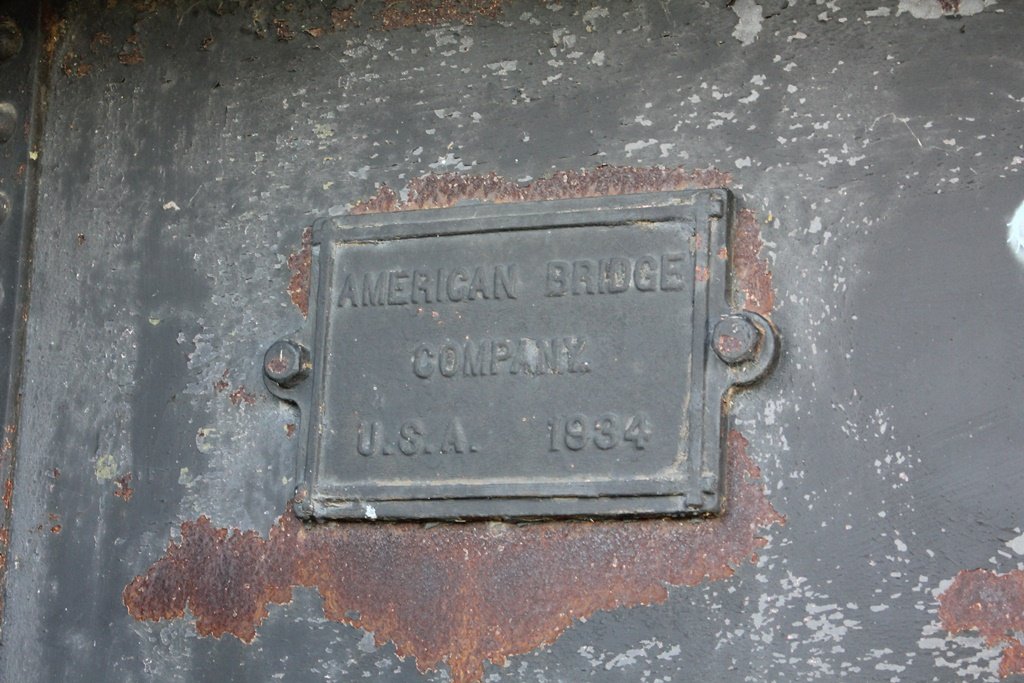 AMERICAN BRIDGE
COMPANY.
U.S.A. 1934